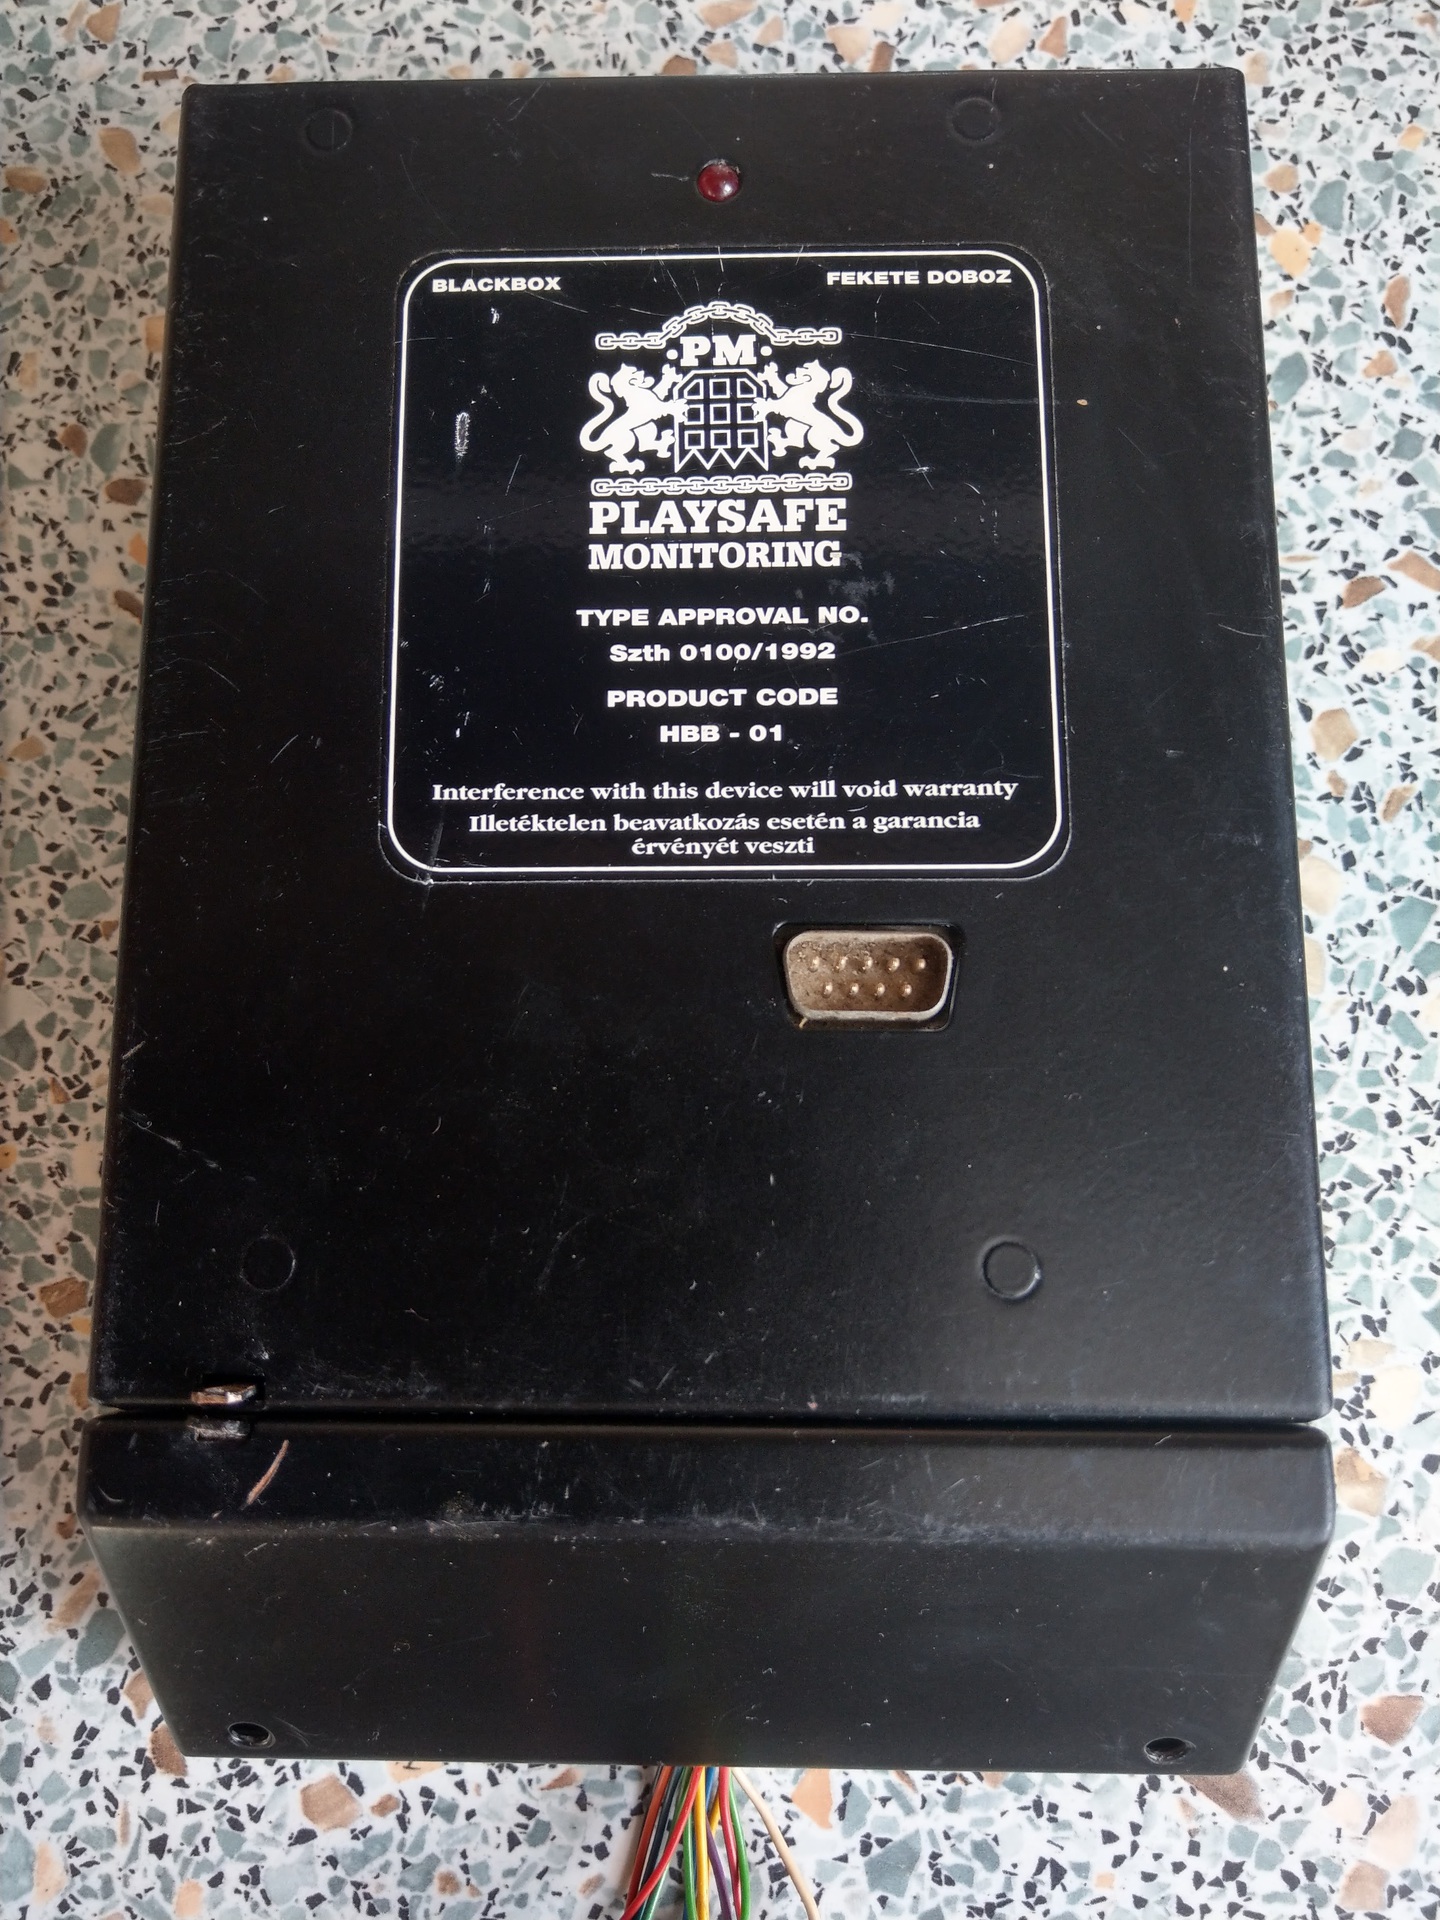 BLACKBOX FEKETE DOBOZ
·PM·
PLAYSAFE
MONITORING
TYPE APPROVAL NO.
Szth 0100/1992
PRODUCT CODE
HBB - 01
Interference with this device will void warranty
Illetéktelen beavatkozás esetén a garancia
érvényét veszti